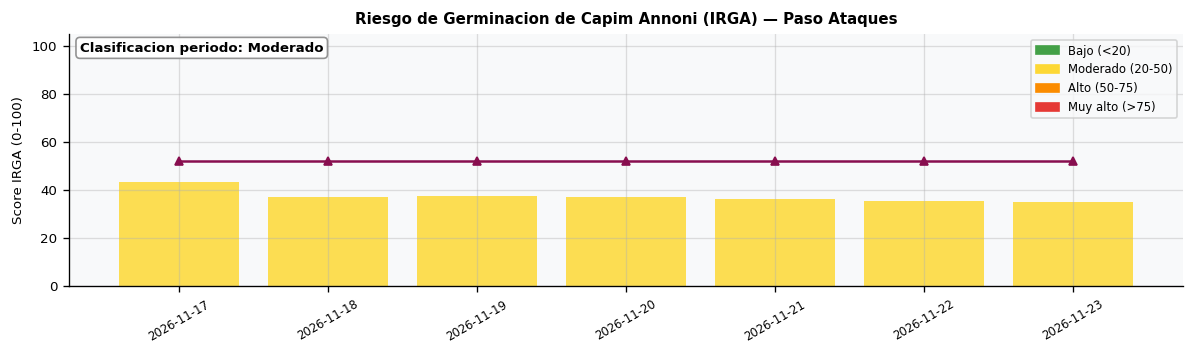 Riesgo de Germinacion de Capim Annoni (IRGA) — Paso Ataques
Clasificacion periodo: Moderado
Bajo (<20)
Moderado (20-50)
Alto (50-75)
Muy alto (>75)
Score IRGA (0-100)
100
80
60
40
20
0
2026-11-17
2026-11-18
2026-11-19
2026-11-20
2026-11-21
2026-11-22
2026-11-23